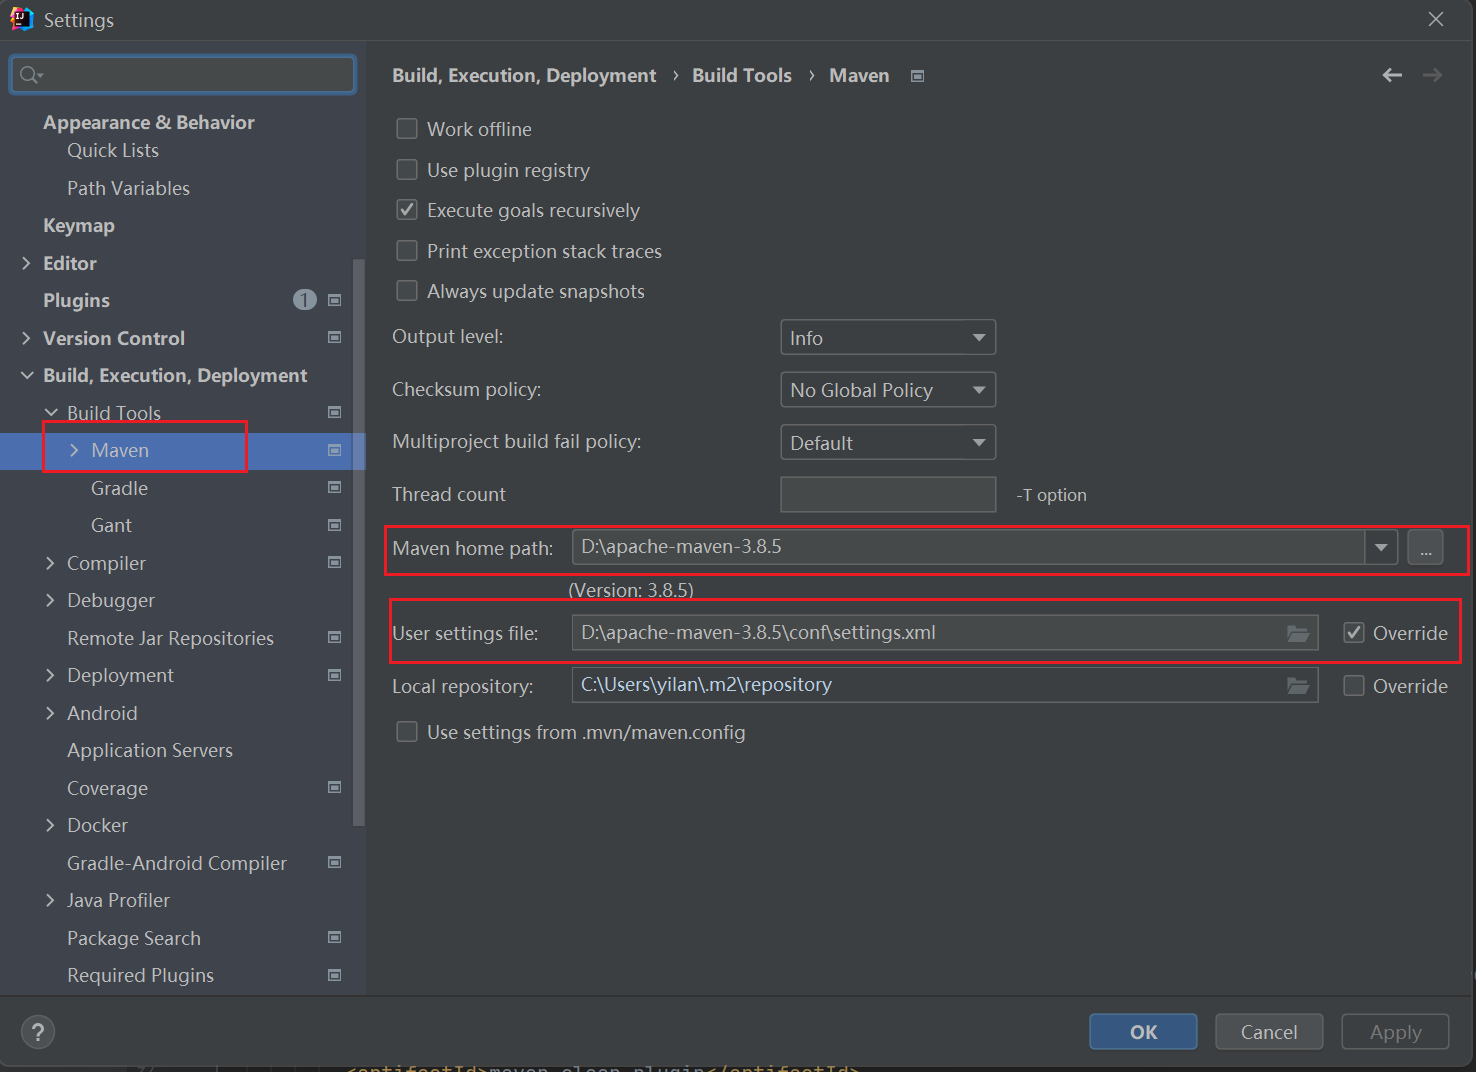 Settings
Appearance & Behavior
Quick Lists
Path Variables
Keymap
Editor
Plugins 1
Version Control
Build, Execution, Deployment
Build Tools
Maven
Gradle
Gant
Compiler
Debugger
Remote Jar Repositories
Deployment
Android
Application Servers
Coverage
Docker
Gradle-Android Compiler
Java Profiler
Package Search
Required Plugins
Build, Execution, Deployment › Build Tools › Maven
Work offline
Use plugin registry
Execute goals recursively
Print exception stack traces
Always update snapshots
Output level: Info
Checksum policy: No Global Policy
Multiproject build fail policy: Default
Thread count -T option
Maven home path: D:\apache-maven-3.8.5 ...
(Version: 3.8.5)
User settings file: D:\apache-maven-3.8.5\conf\settings.xml Override
Local repository: C:\Users\yilan\.m2\repository Override
Use settings from .mvn/maven.config
? OK Cancel Apply